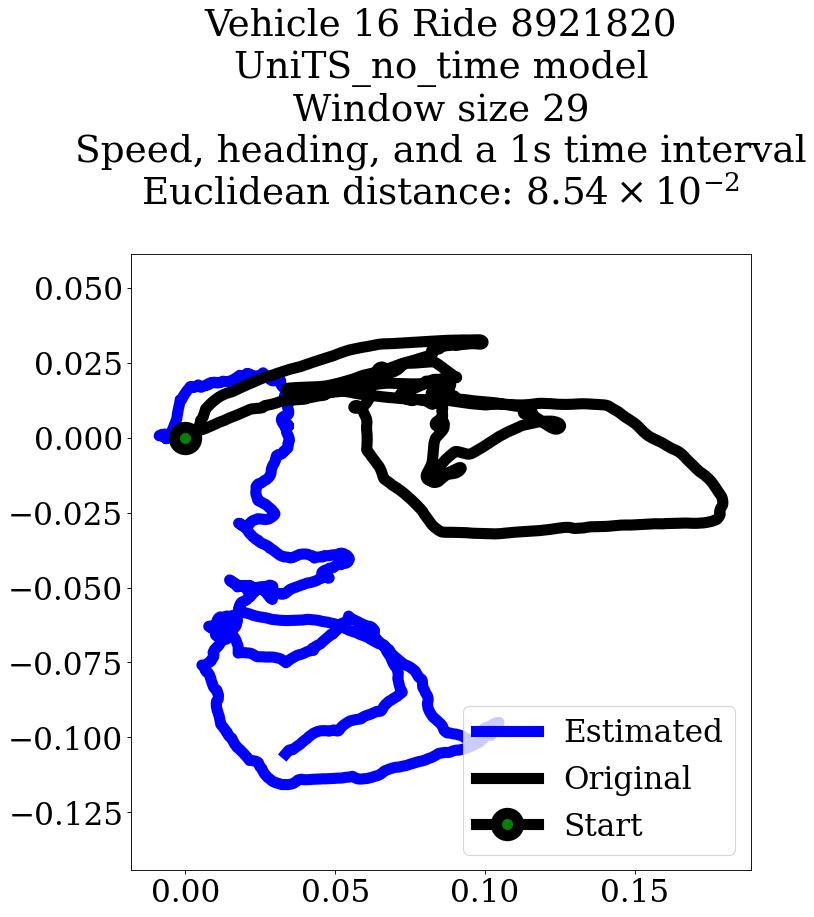 Vehicle 16 Ride 8921820
UniTS_no_time model
Window size 29
Speed, heading, and a 1s time interval
Euclidean distance: 8.54 × 10⁻²
0.050
0.025
0.000
−0.025
−0.050
−0.075
−0.100
−0.125
Estimated
Original
Start
0.00 0.05 0.10 0.15